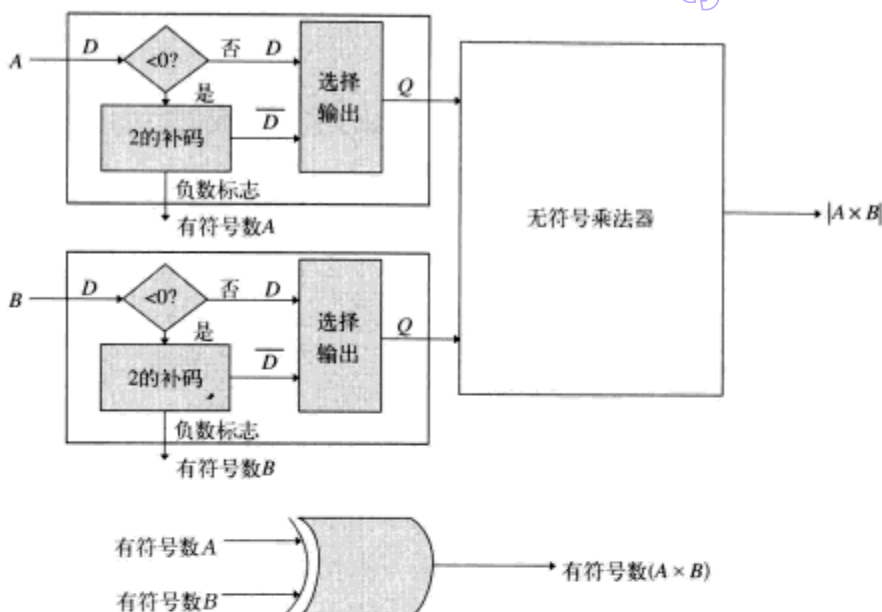 A
D
<0?
否
D
是
2的补码
D
选择
输出
Q
负数标志
有符号数A
B
D
<0?
否
D
是
2的补码
D
选择
输出
Q
负数标志
有符号数B
无符号乘法器
|A×B|
有符号数A
有符号数B
有符号数(A×B)